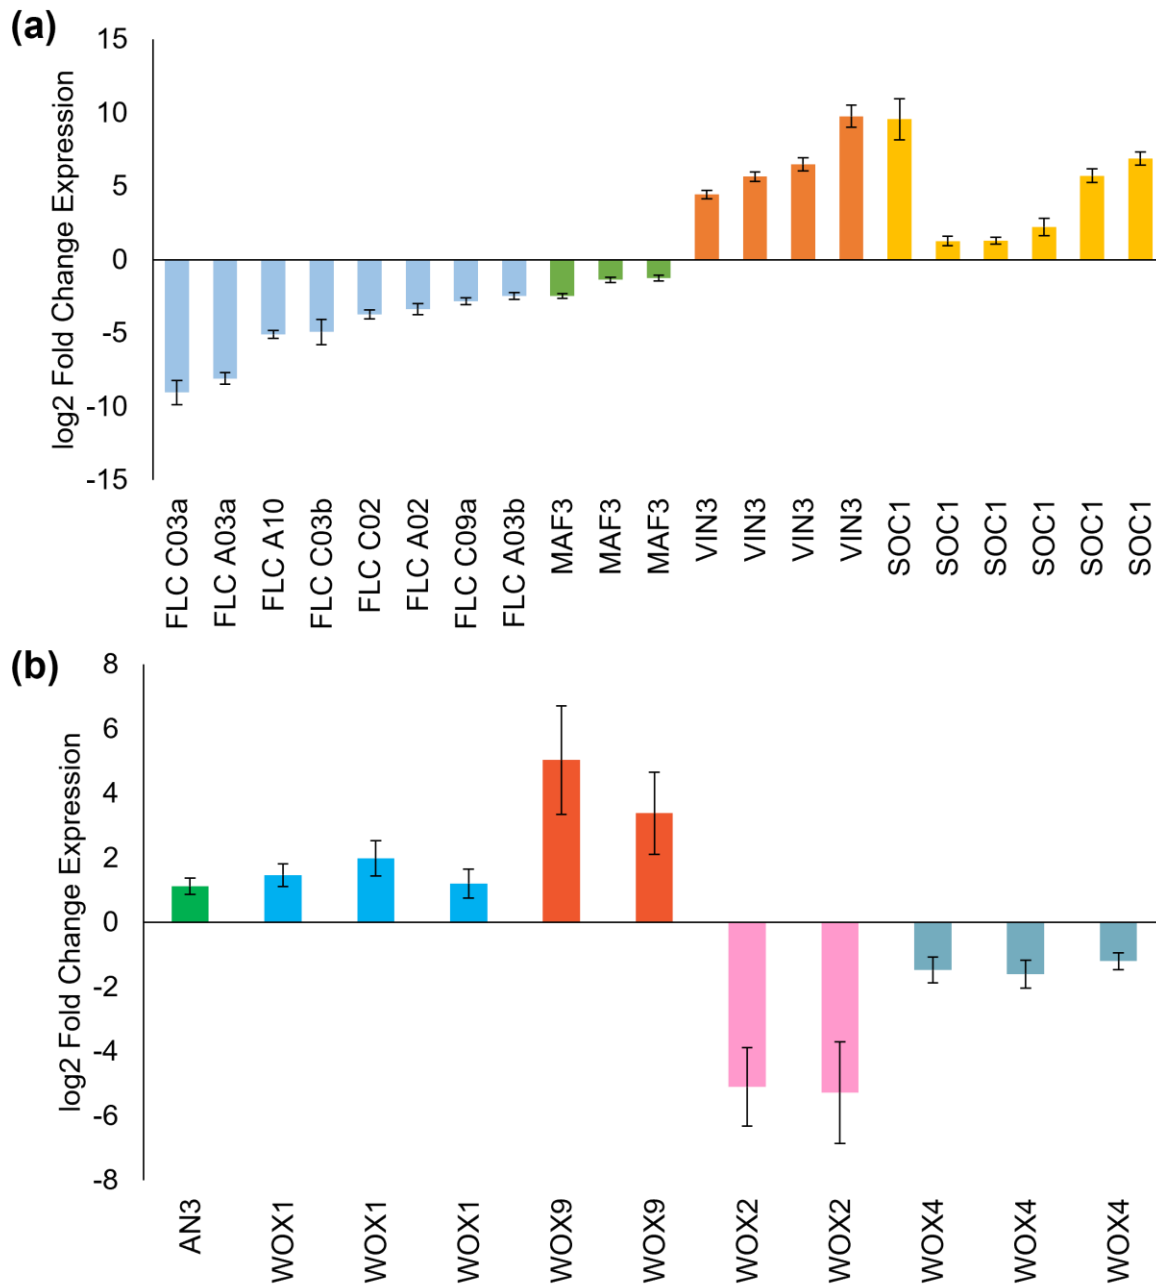 (a)
log2 Fold Change Expression
15
10
5
0
-5
-10
-15
FLC C03a
FLC A03a
FLC A10
FLC C03b
FLC C02
FLC A02
FLC C09a
FLC A03b
MAF3
MAF3
MAF3
VIN3
VIN3
VIN3
VIN3
SOC1
SOC1
SOC1
SOC1
SOC1
SOC1
(b)
log2 Fold Change Expression
8
6
4
2
0
-2
-4
-6
-8
AN3
WOX1
WOX1
WOX1
WOX9
WOX9
WOX2
WOX2
WOX4
WOX4
WOX4